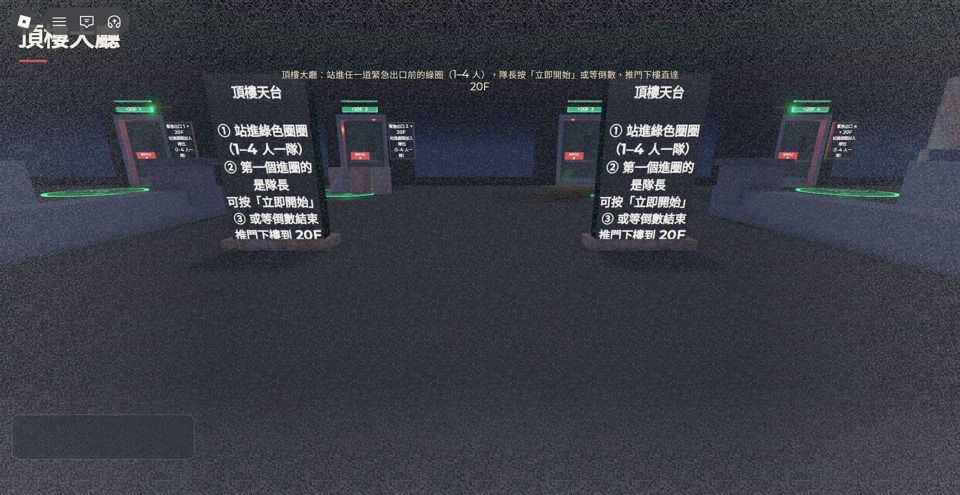 頂樓大廳
頂樓大廳：站進任一道緊急出口前的綠圈（1–4 人），隊長按「立即開始」或等倒數，推門下樓直達
20F
頂樓天台
① 站進綠色圈圈
（1–4 人一隊）
② 第一個進圈的
是隊長
可按「立即開始」
③ 或等倒數結束
推門下樓到 20F
頂樓天台
① 站進綠色圈圈
（1–4 人一隊）
② 第一個進圈的
是隊長
可按「立即開始」
③ 或等倒數結束
推門下樓到 20F